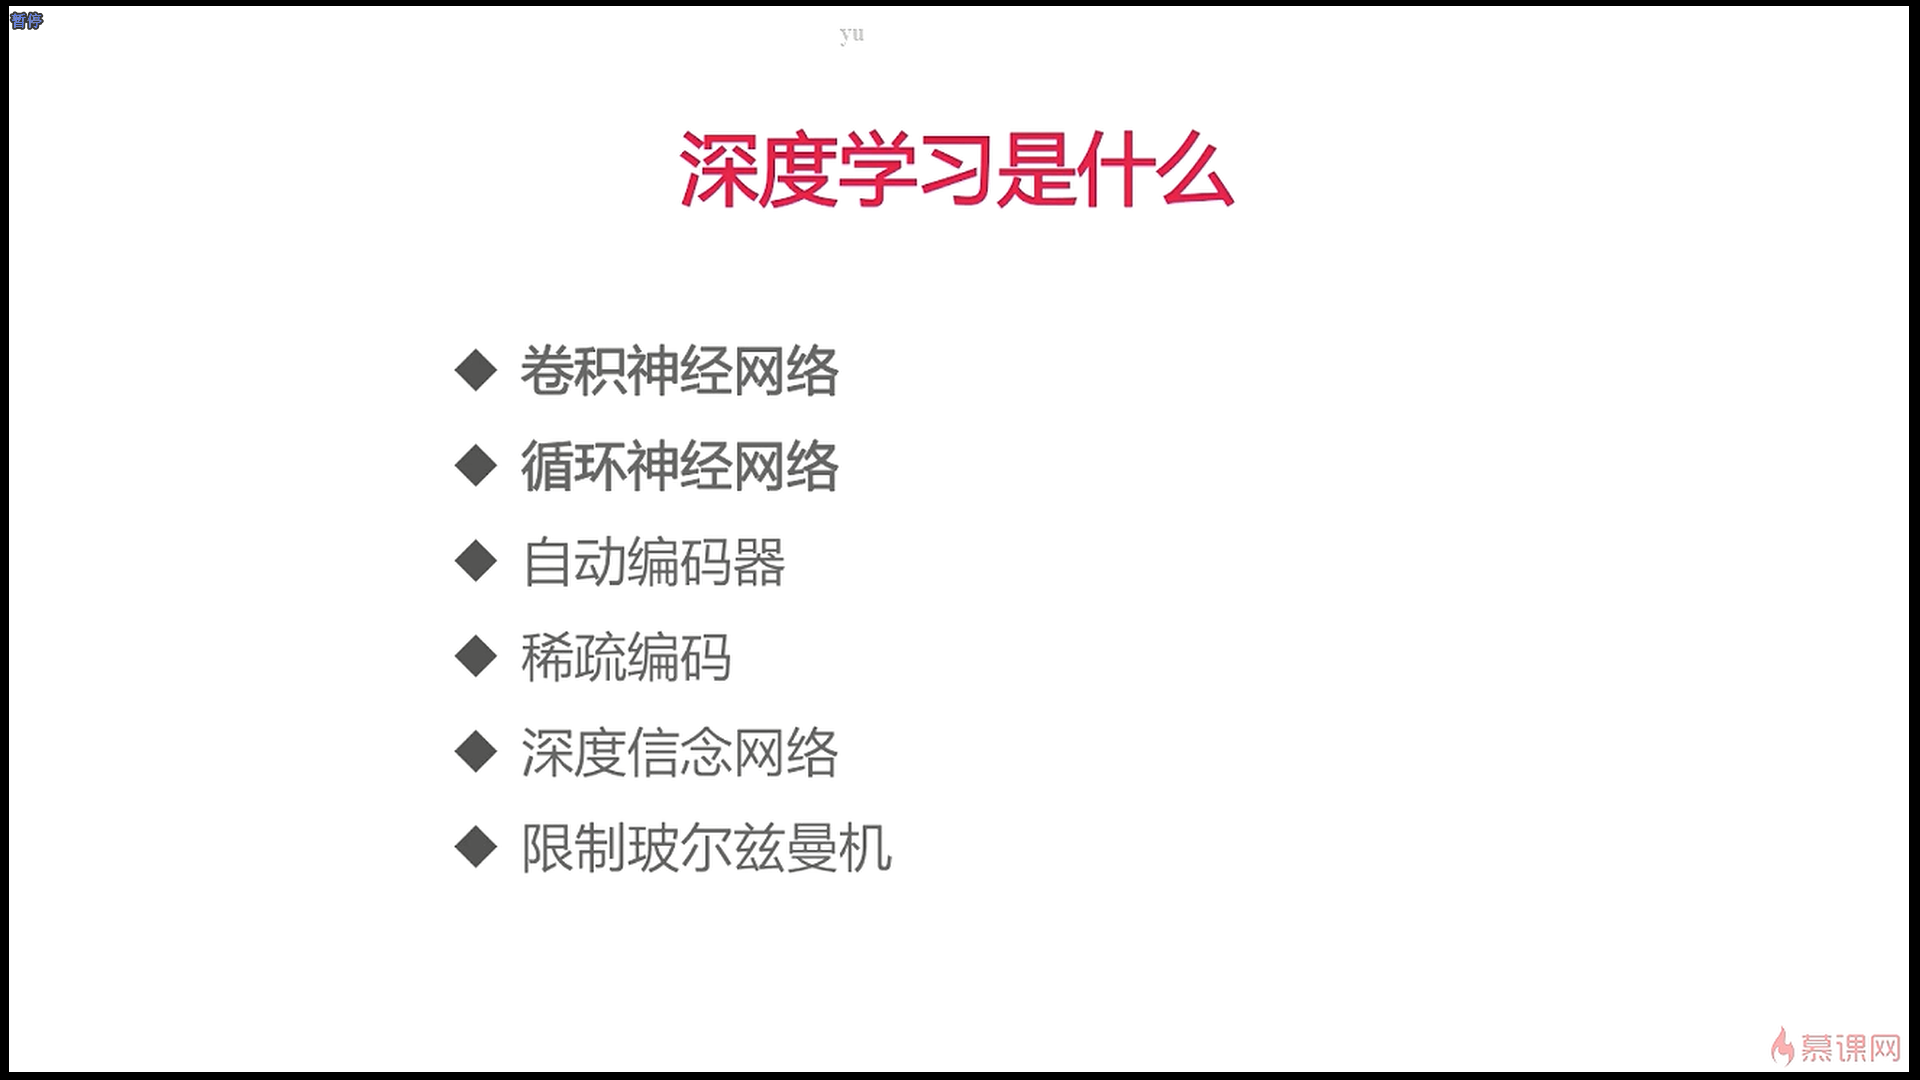 暂停
yu
深度学习是什么
◆ 卷积神经网络
◆ 循环神经网络
◆ 自动编码器
◆ 稀疏编码
◆ 深度信念网络
◆ 限制玻尔兹曼机
慕课网